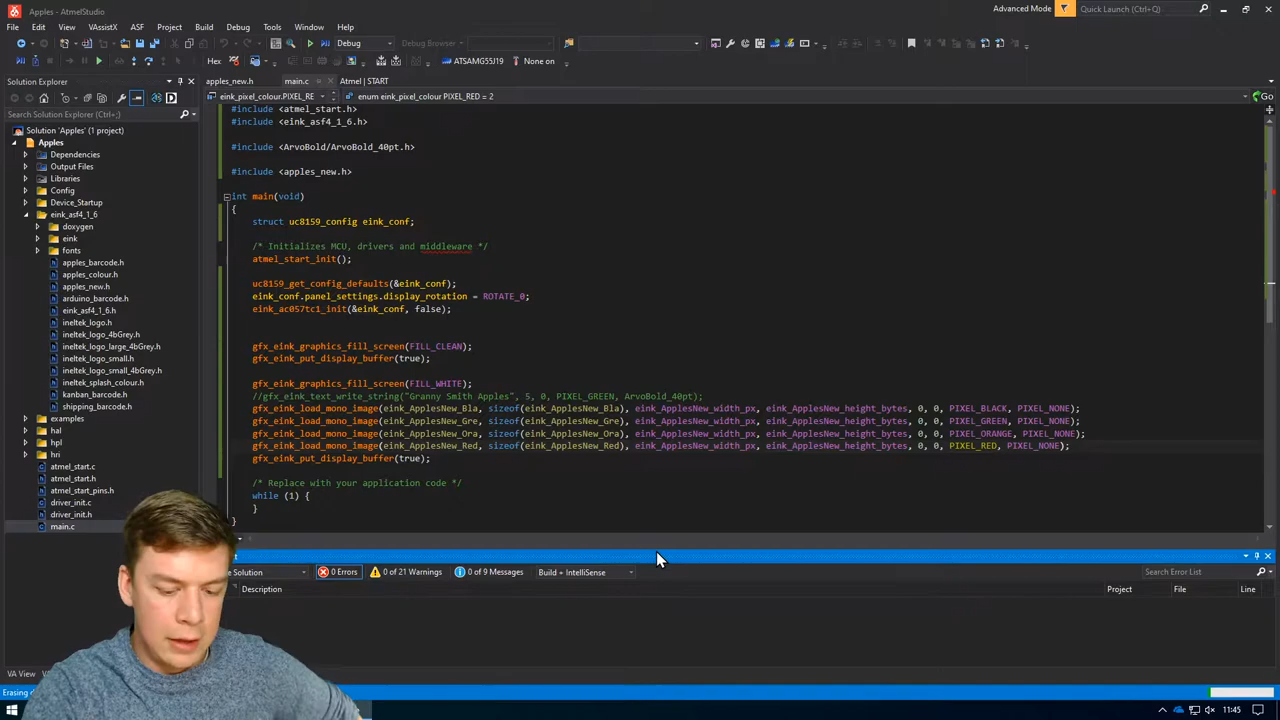 Apples - AtmelStudio
Advanced Mode
Quick Launch (Ctrl+Q)
File Edit View VAssistX ASF Project Build Debug Tools Window Help
Debug
Debug Browser
Hex
ATSAMG55J19
None on
Solution Explorer
apples_new.h
main.c
Atmel | START
eink_pixel_colour.PIXEL_RE
enum eink_pixel_colour PIXEL_RED = 2
Go
Search Solution Explorer (Ctrl+;)
Solution 'Apples' (1 project)
Apples
Dependencies
Output Files
Libraries
Config
Device_Startup
eink_asf4_1_6
doxygen
eink
fonts
apples_barcode.h
apples_colour.h
apples_new.h
arduino_barcode.h
eink_asf4_1_6.h
ineltek_logo.h
ineltek_logo_4bGrey.h
ineltek_logo_large_4bGrey.h
ineltek_logo_small.h
ineltek_logo_small_4bGrey.h
ineltek_splash_colour.h
kanban_barcode.h
shipping_barcode.h
examples
hal
hpl
hri
atmel_start.c
atmel_start.h
atmel_start_pins.h
driver_init.c
driver_init.h
main.c
#include <atmel_start.h>
#include <eink_asf4_1_6.h>
#include <ArvoBold/ArvoBold_40pt.h>
#include <apples_new.h>
int main(void)
{
struct uc8159_config eink_conf;
/* Initializes MCU, drivers and middleware */
atmel_start_init();
uc8159_get_config_defaults(&eink_conf);
eink_conf.panel_settings.display_rotation = ROTATE_0;
eink_ac057tc1_init(&eink_conf, false);
gfx_eink_graphics_fill_screen(FILL_CLEAN);
gfx_eink_put_display_buffer(true);
gfx_eink_graphics_fill_screen(FILL_WHITE);
//gfx_eink_text_write_string("Granny Smith Apples", 5, 0, PIXEL_GREEN, ArvoBold_40pt);
gfx_eink_load_mono_image(eink_ApplesNew_Bla, sizeof(eink_ApplesNew_Bla), eink_ApplesNew_width_px, eink_ApplesNew_height_bytes, 0, 0, PIXEL_BLACK, PIXEL_NONE);
gfx_eink_load_mono_image(eink_ApplesNew_Gre, sizeof(eink_ApplesNew_Gre), eink_ApplesNew_width_px, eink_ApplesNew_height_bytes, 0, 0, PIXEL_GREEN, PIXEL_NONE);
gfx_eink_load_mono_image(eink_ApplesNew_Ora, sizeof(eink_ApplesNew_Ora), eink_ApplesNew_width_px, eink_ApplesNew_height_bytes, 0, 0, PIXEL_ORANGE, PIXEL_NONE);
gfx_eink_load_mono_image(eink_ApplesNew_Red, sizeof(eink_ApplesNew_Red), eink_ApplesNew_width_px, eink_ApplesNew_height_bytes, 0, 0, PIXEL_RED, PIXEL_NONE);
gfx_eink_put_display_buffer(true);
/* Replace with your application code */
while (1) {
}
}
Solution
0 Errors
0 of 21 Warnings
0 of 9 Messages
Build + IntelliSense
Search Error List
Description
Project
File
Line
VA View
Erasing
11:45